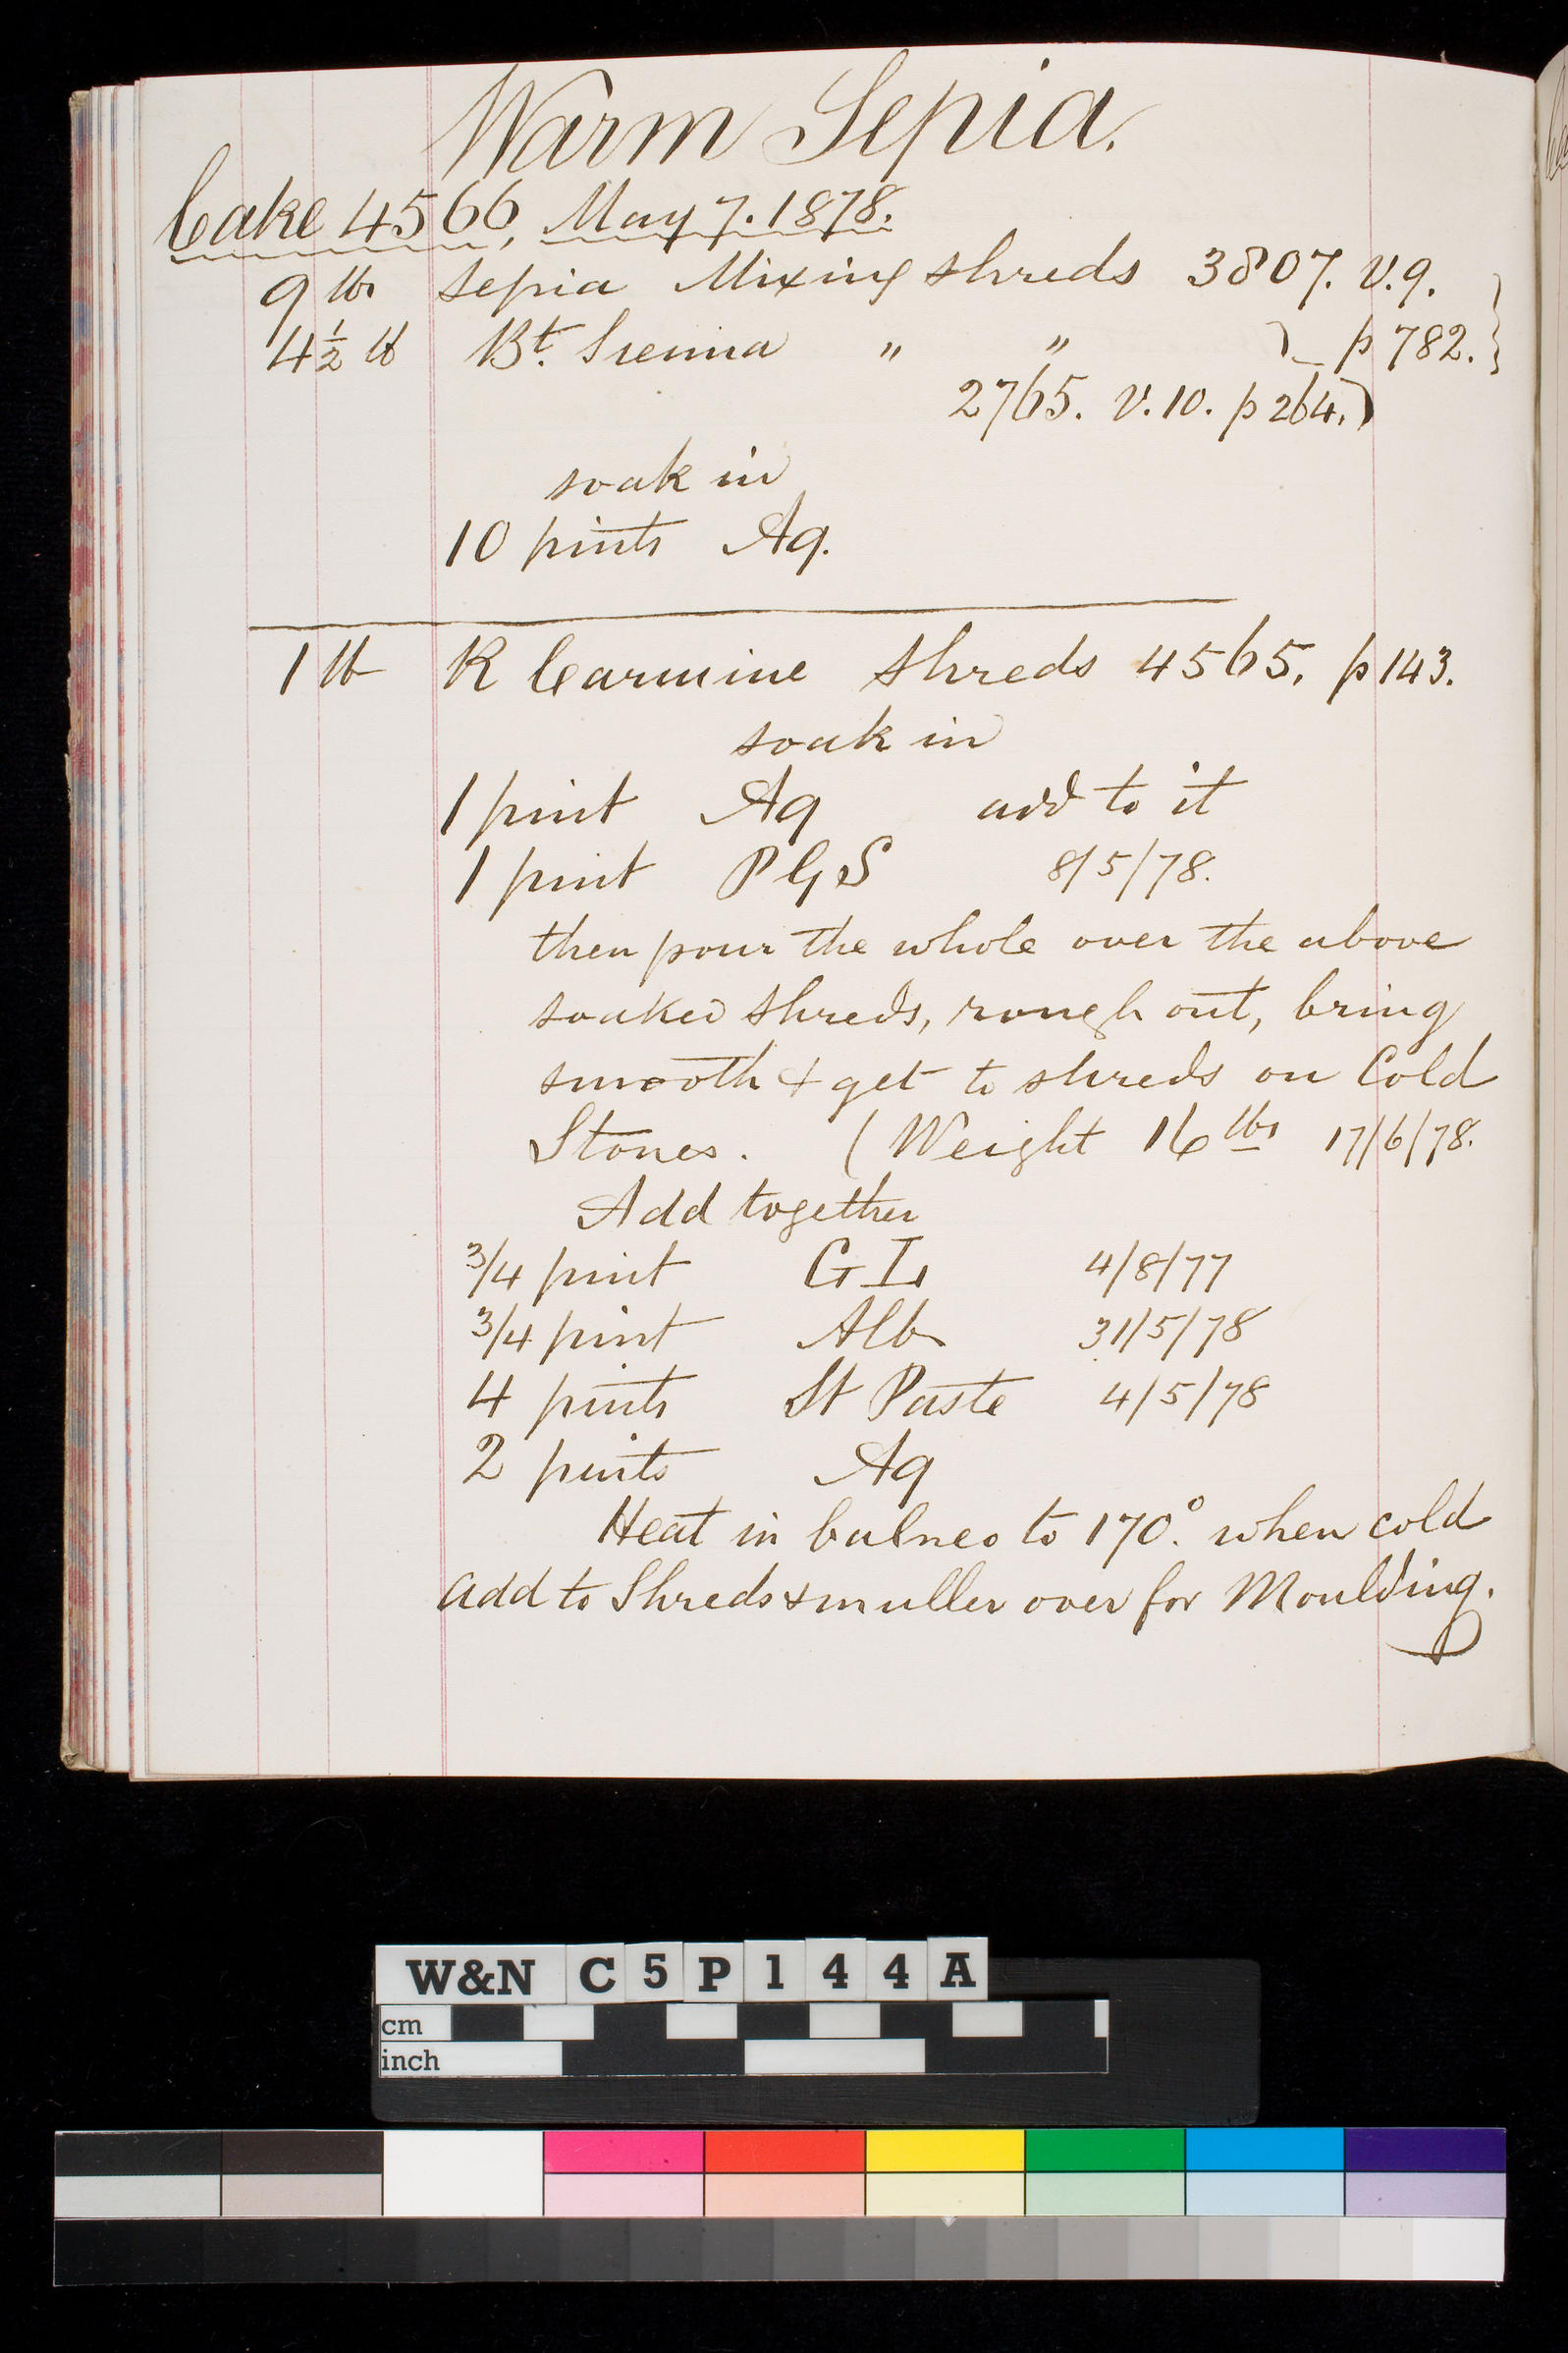 Warm Sepia.
Cake 4566, May 7. 1878.
9 lbs Sepia Mixing shreds 3807. V.9.
4½ lb Bt. Sienna " " p 782.
2765. V.10. p 264.
soak in
10 pints Aq.
1 lb R Carmine shreds 4565. p 143.
soak in
1 pint Aq add to it
1 pint P G S 8/5/78.
then pour the whole over the above
soaked shreds, rough out, bring
smooth & get to shreds on Cold
Stones. (Weight 16 lbs 17/6/78.
Add together
3/4 pint G L 4/8/77
3/4 pint Alb 31/5/78
4 pints St Paste 4/5/78
2 pints Aq
Heat in balneo to 170°. when cold
add to Shreds & muller over for Moulding.
W&N C 5 P 1 4 4 A
cm
inch